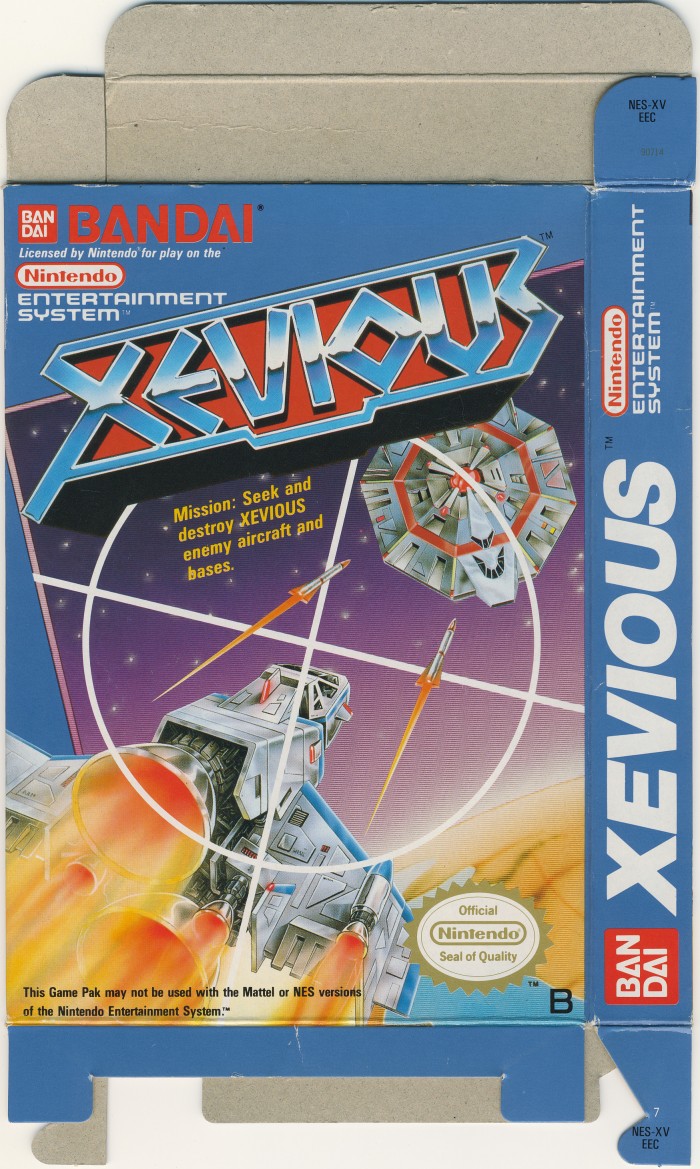 NES-XV
EEC
BAN
DAI
BANDAI®
Licensed by Nintendo® for play on the
Nintendo
ENTERTAINMENT
SYSTEM™
XEVIOUS™
Mission: Seek and
destroy XEVIOUS
enemy aircraft and
bases.
Official
Nintendo®
Seal of Quality
™
B
This Game Pak may not be used with the Mattel or NES versions
of the Nintendo Entertainment System.™
Nintendo
ENTERTAINMENT
SYSTEM™
XEVIOUS™
BAN
DAI
7
NES-XV
EEC